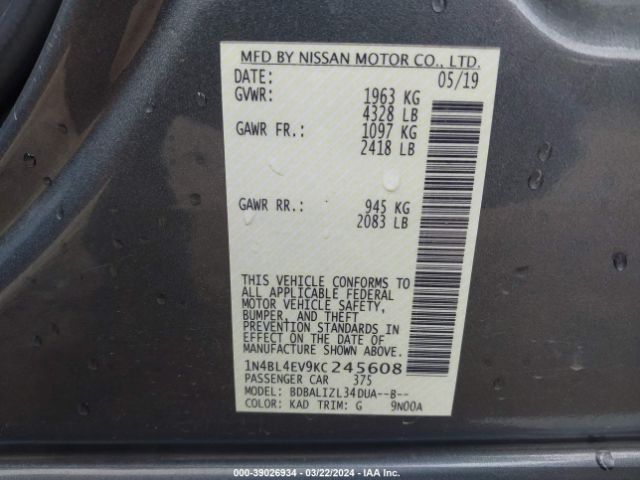 MFD BY NISSAN MOTOR CO., LTD.
DATE: 05/19
GVWR: 1963 KG
4328 LB
GAWR FR.: 1097 KG
2418 LB
GAWR RR.: 945 KG
2083 LB
THIS VEHICLE CONFORMS TO
ALL APPLICABLE FEDERAL
MOTOR VEHICLE SAFETY,
BUMPER, AND THEFT
PREVENTION STANDARDS IN
EFFECT ON THE DATE OF
MANUFACTURE SHOWN ABOVE.
1N4BL4EV9KC245608
PASSENGER CAR 375
MODEL: BDBALIZL34DUA--B--
COLOR: KAD TRIM: G 9N00A
000-39026934 / 03/22/2024 / IAA Inc.